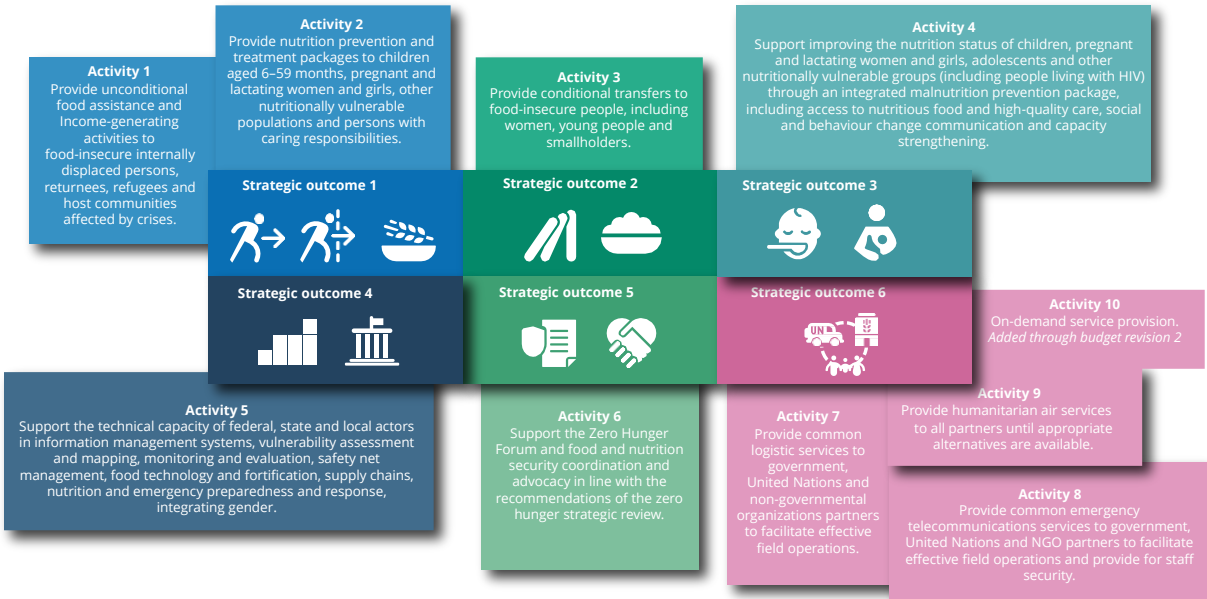 Activity 1
Provide unconditional
food assistance and
Income-generating
activities to
food-insecure internally
displaced persons,
returnees, refugees and
host communities
affected by crises.
Activity 2
Provide nutrition prevention and
treatment packages to children
aged 6–59 months, pregnant and
lactating women and girls, other
nutritionally vulnerable
populations and persons with
caring responsibilities.
Activity 3
Provide conditional transfers to
food-insecure people, including
women, young people and
smallholders.
Activity 4
Support improving the nutrition status of children, pregnant
and lactating women and girls, adolescents and other
nutritionally vulnerable groups (including people living with HIV)
through an integrated malnutrition prevention package,
including access to nutritious food and high-quality care, social
and behaviour change communication and capacity
strengthening.
Strategic outcome 1
Strategic outcome 2
Strategic outcome 3
Strategic outcome 4
Strategic outcome 5
Strategic outcome 6
UN
Activity 5
Support the technical capacity of federal, state and local actors
in information management systems, vulnerability assessment
and mapping, monitoring and evaluation, safety net
management, food technology and fortification, supply chains,
nutrition and emergency preparedness and response,
integrating gender.
Activity 6
Support the Zero Hunger
Forum and food and nutrition
security coordination and
advocacy in line with the
recommendations of the zero
hunger strategic review.
Activity 7
Provide common
logistic services to
government,
United Nations and
non-governmental
organizations partners
to facilitate effective
field operations.
Activity 10
On-demand service provision.
Added through budget revision 2
Activity 9
Provide humanitarian air services
to all partners until appropriate
alternatives are available.
Activity 8
Provide common emergency
telecommunications services to government,
United Nations and NGO partners to facilitate
effective field operations and provide for staff
security.